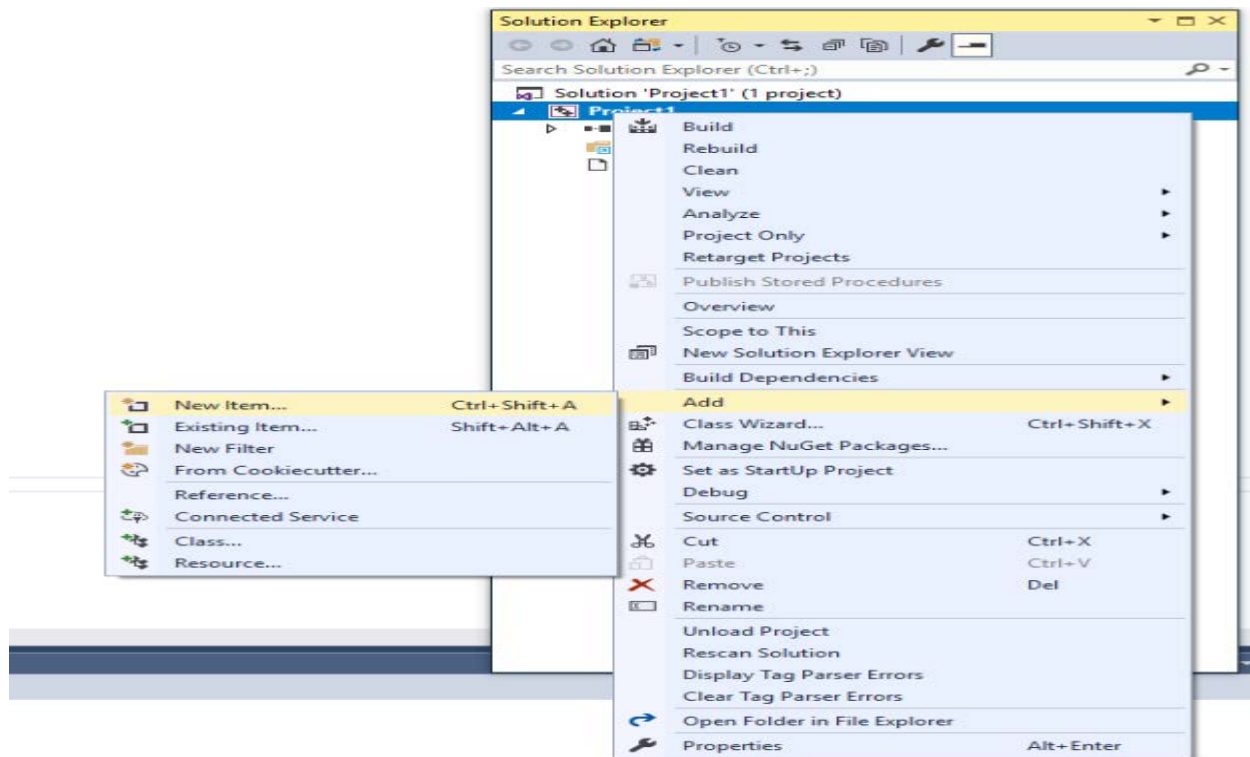 Solution Explorer
Search Solution Explorer (Ctrl+;)
Solution 'Project1' (1 project)
Project1
Build
Rebuild
Clean
View
Analyze
Project Only
Retarget Projects
Publish Stored Procedures
Overview
Scope to This
New Solution Explorer View
Build Dependencies
Add
Class Wizard... Ctrl+Shift+X
Manage NuGet Packages...
Set as StartUp Project
Debug
Source Control
Cut Ctrl+X
Paste Ctrl+V
Remove Del
Rename
Unload Project
Rescan Solution
Display Tag Parser Errors
Clear Tag Parser Errors
Open Folder in File Explorer
Properties Alt+Enter
New Item... Ctrl+Shift+A
Existing Item... Shift+Alt+A
New Filter
From Cookiecutter...
Reference...
Connected Service
Class...
Resource...